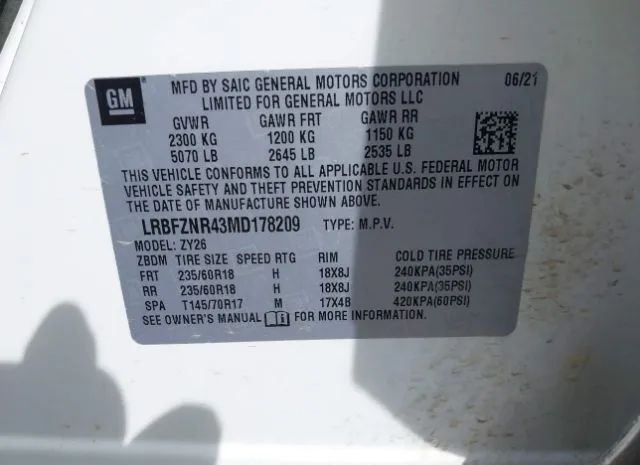 GM
MFD BY SAIC GENERAL MOTORS CORPORATION 06/21
LIMITED FOR GENERAL MOTORS LLC
GVWR GAWR FRT GAWR RR
2300 KG 1200 KG 1150 KG
5070 LB 2645 LB 2535 LB
THIS VEHICLE CONFORMS TO ALL APPLICABLE U.S. FEDERAL MOTOR
VEHICLE SAFETY AND THEFT PREVENTION STANDARDS IN EFFECT ON
THE DATE OF MANUFACTURE SHOWN ABOVE.
LRBFZNR43MD178209 TYPE: M.P.V.
MODEL: ZY26
ZBDM TIRE SIZE SPEED RTG RIM COLD TIRE PRESSURE
FRT 235/60R18 H 18X8J 240KPA(35PSI)
RR 235/60R18 H 18X8J 240KPA(35PSI)
SPA T145/70R17 M 17X4B 420KPA(60PSI)
SEE OWNER'S MANUAL FOR MORE INFORMATION.